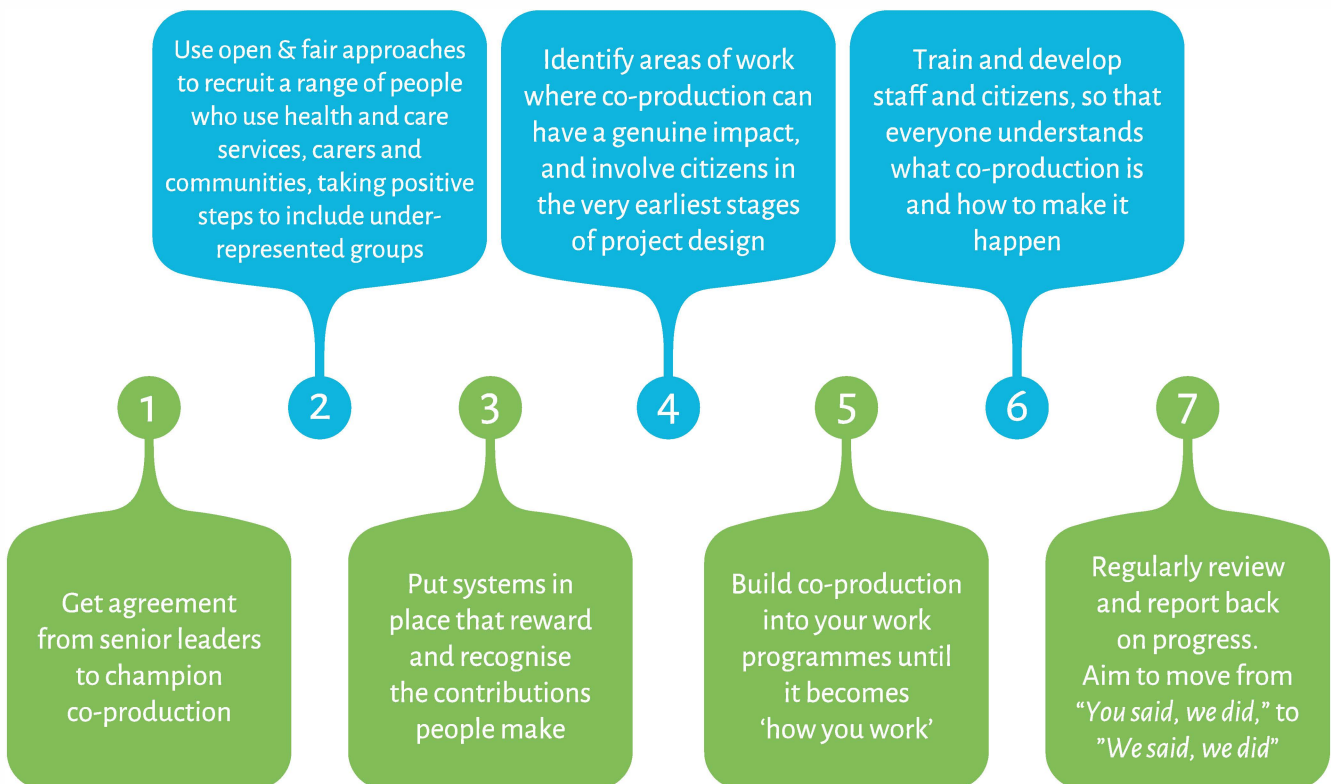 1
Get agreement
from senior leaders
to champion
co-production
2
Use open & fair approaches
to recruit a range of people
who use health and care
services, carers and
communities, taking positive
steps to include under-
represented groups
3
Put systems in
place that reward
and recognise
the contributions
people make
4
Identify areas of work
where co-production can
have a genuine impact,
and involve citizens in
the very earliest stages
of project design
5
Build co-production
into your work
programmes until
it becomes
‘how you work’
6
Train and develop
staff and citizens, so that
everyone understands
what co-production is
and how to make it
happen
7
Regularly review
and report back
on progress.
Aim to move from
“You said, we did,” to
”We said, we did”